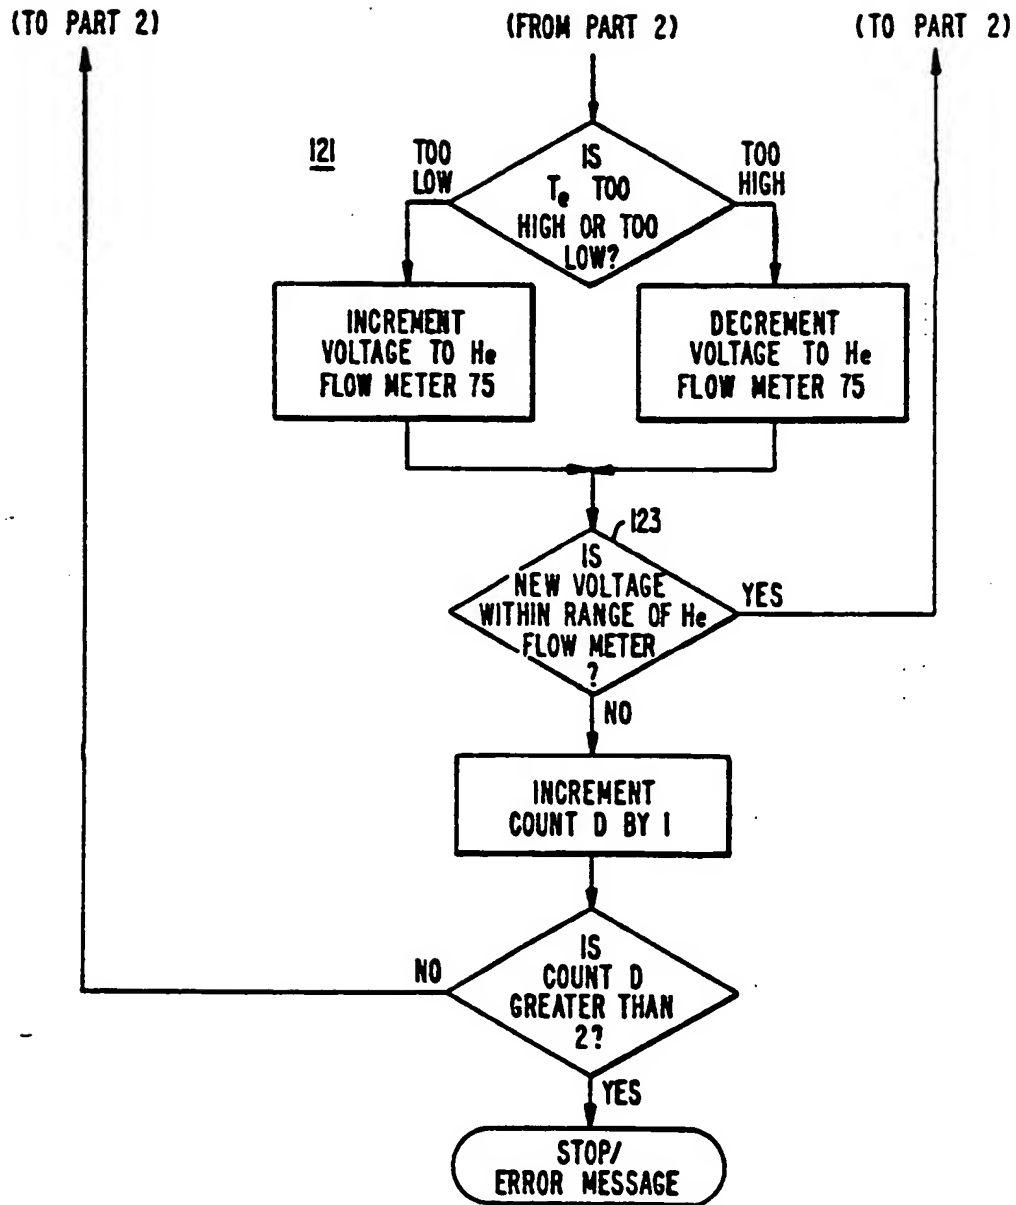 (TO PART 2)
(FROM PART 2)
(TO PART 2)
121
TOO
LOW
IS
Te TOO
HIGH OR TOO
LOW?
TOO
HIGH
INCREMENT
VOLTAGE TO He
FLOW METER 75
DECREMENT
VOLTAGE TO He
FLOW METER 75
123
IS
NEW VOLTAGE
WITHIN RANGE OF He
FLOW METER
?
YES
NO
INCREMENT
COUNT D BY 1
IS
COUNT D
GREATER THAN
2?
NO
YES
STOP/
ERROR MESSAGE